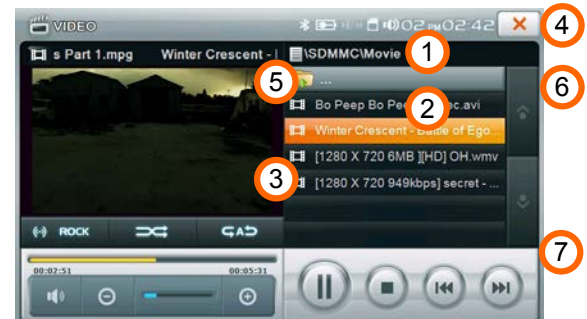 VIDEO
02 PM 02:42
4
s Part 1.mpg Winter Crescent -
\SDMMC\Movie
1
5
...
6
Bo Peep Bo Pee ec.avi
2
Winter Crescent - Battle of Ego...
[1280 X 720 6MB ][HD] OH.wmv
3
[1280 X 720 949kbps] secret - ...
ROCK
A
7
00:02:51 00:05:31